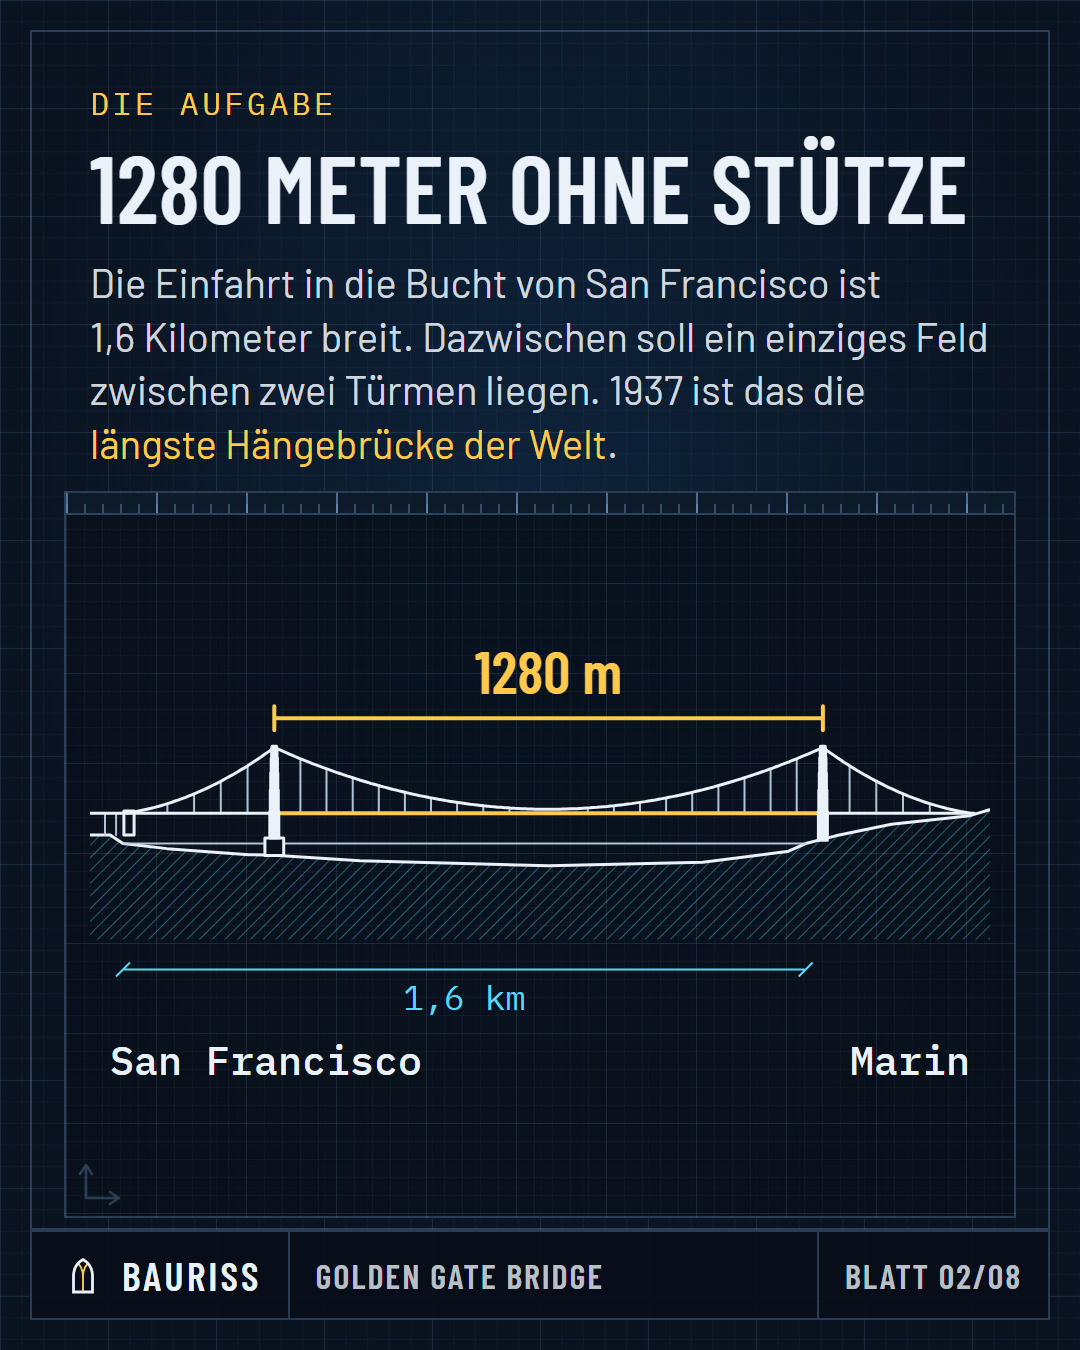 DIE AUFGABE
1280 METER OHNE STÜTZE
Die Einfahrt in die Bucht von San Francisco ist
1,6 Kilometer breit. Dazwischen soll ein einziges Feld
zwischen zwei Türmen liegen. 1937 ist das die
längste Hängebrücke der Welt.
1280 m
1,6 km
San Francisco
Marin
BAURISS
GOLDEN GATE BRIDGE
BLATT 02/08